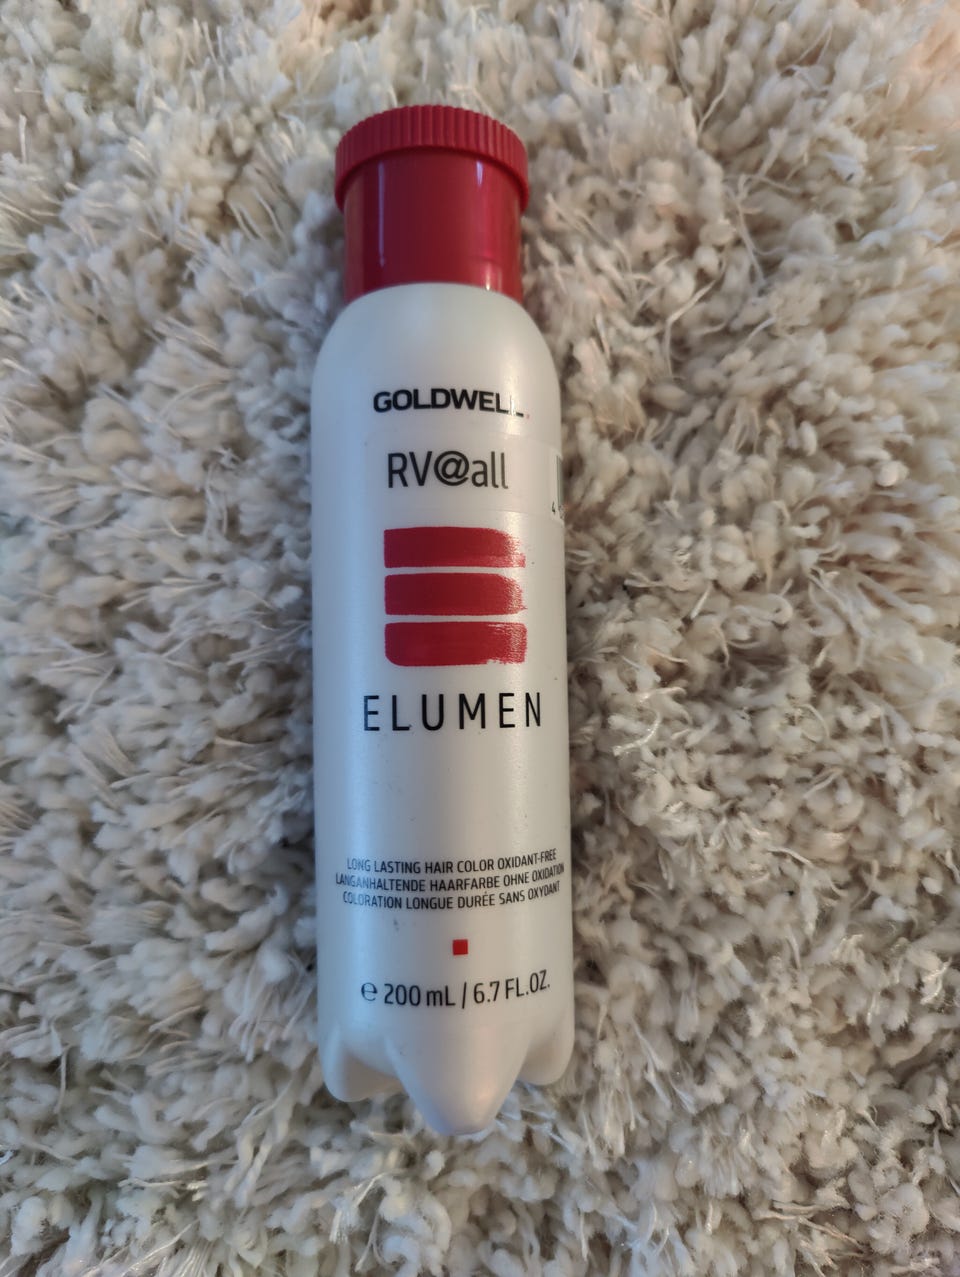 GOLDWELL.
RV@all
4
ELUMEN
LONG LASTING HAIR COLOR OXIDANT-FREE
LANGANHALTENDE HAARFARBE OHNE OXIDATION
COLORATION LONGUE DURÉE SANS OXYDANT
e 200 mL / 6.7 FL.OZ.